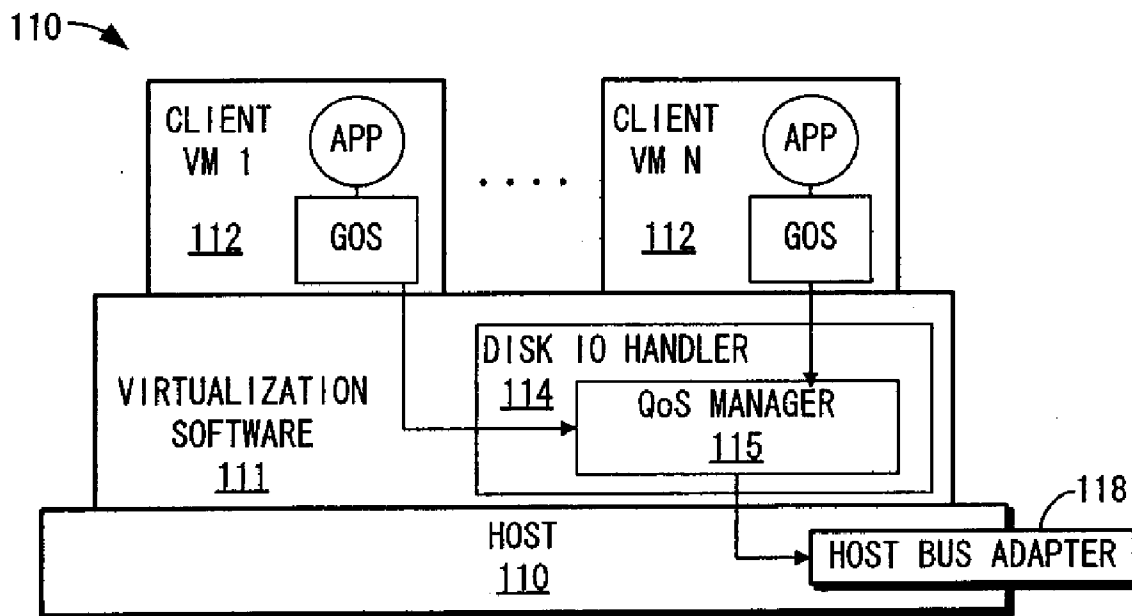 110
CLIENT
VM 1
112
APP
GOS
. . . .
CLIENT
VM N
112
APP
GOS
VIRTUALIZATION
SOFTWARE
111
DISK IO HANDLER
114
QoS MANAGER
115
HOST
110
118
HOST BUS ADAPTER